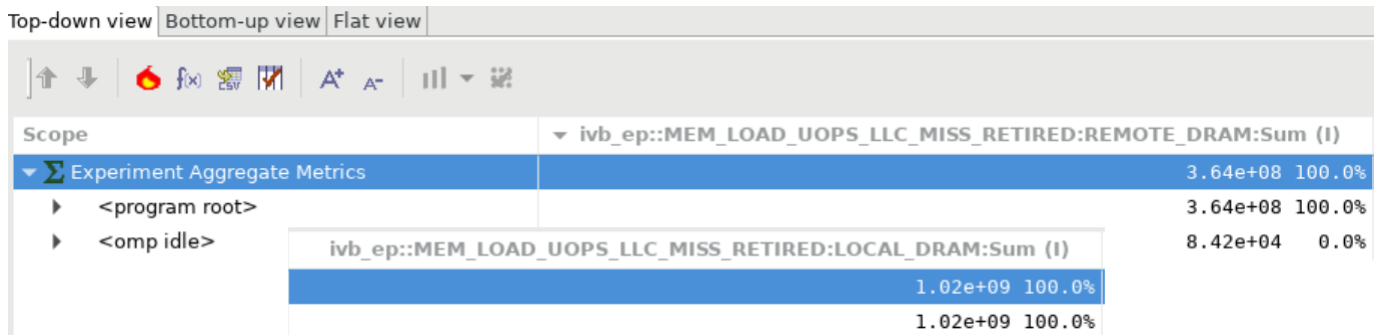 Top-down view Bottom-up view Flat view
f(x) CSV A+ A-
Scope ivb_ep::MEM_LOAD_UOPS_LLC_MISS_RETIRED:REMOTE_DRAM:Sum (I)
Σ Experiment Aggregate Metrics 3.64e+08 100.0%
<program root> 3.64e+08 100.0%
<omp idle> 8.42e+04 0.0%
ivb_ep::MEM_LOAD_UOPS_LLC_MISS_RETIRED:LOCAL_DRAM:Sum (I)
1.02e+09 100.0%
1.02e+09 100.0%